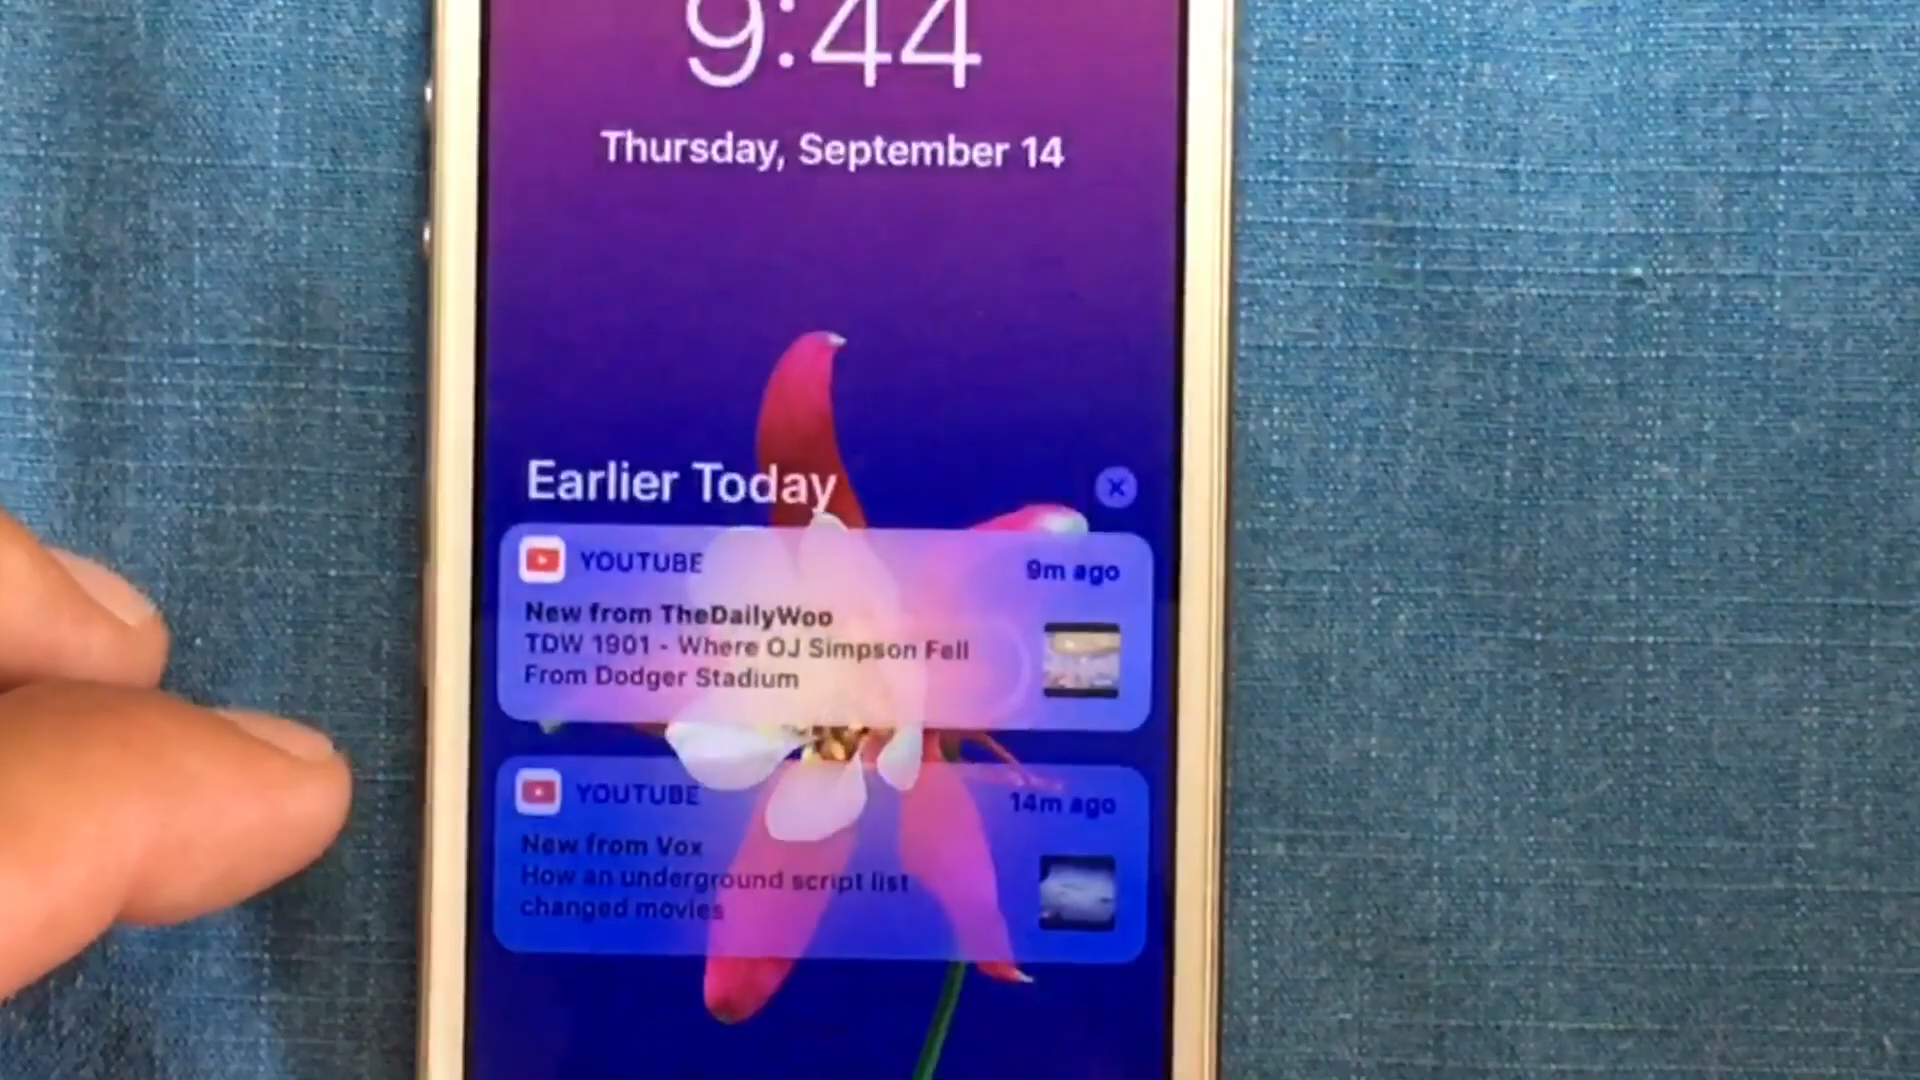 9:44
Thursday, September 14
Earlier Today
YOUTUBE
9m ago
New from TheDailyWoo
TDW 1901 - Where OJ Simpson Fell
From Dodger Stadium
YOUTUBE
14m ago
New from Vox
How an underground script list
changed movies